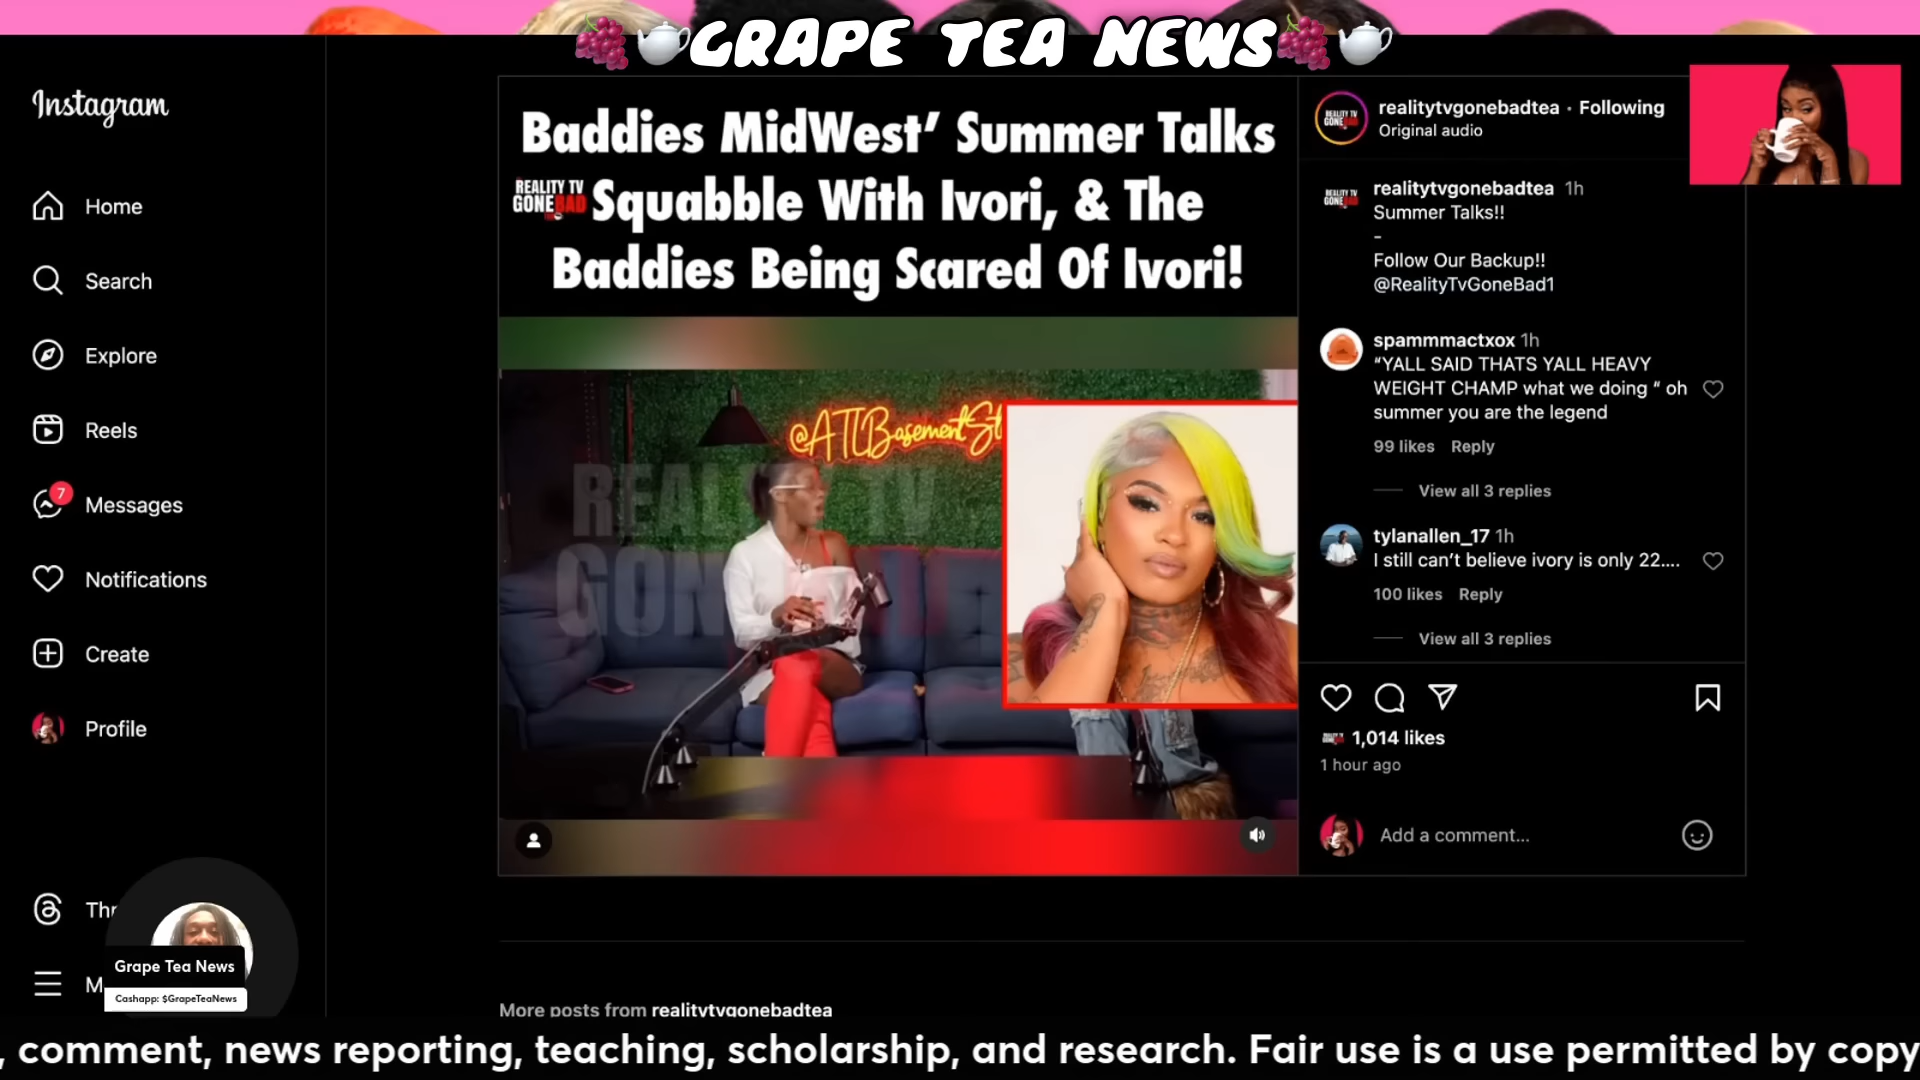 GRAPE TEA NEWS
Instagram
Home
Search
Explore
Reels
7
Messages
Notifications
Create
Profile
Thr
M
Grape Tea News
Cashapp: $GrapeTeaNews
Baddies MidWest’ Summer Talks
REALITY TV
GONE BAD
Squabble With Ivori, & The
Baddies Being Scared Of Ivori!
@ATLBasementSt
REALITY TV
GON
realitytvgonebadtea · Following
Original audio
realitytvgonebadtea 1h
Summer Talks!!
-
Follow Our Backup!!
@RealityTvGoneBad1
spammmactxox 1h
“YALL SAID THATS YALL HEAVY
WEIGHT CHAMP what we doing “ oh
summer you are the legend
99 likes Reply
View all 3 replies
tylanallen_17 1h
I still can’t believe ivory is only 22....
100 likes Reply
View all 3 replies
1,014 likes
1 hour ago
Add a comment...
More posts from realitytvgonebadtea
, comment, news reporting, teaching, scholarship, and research. Fair use is a use permitted by copy